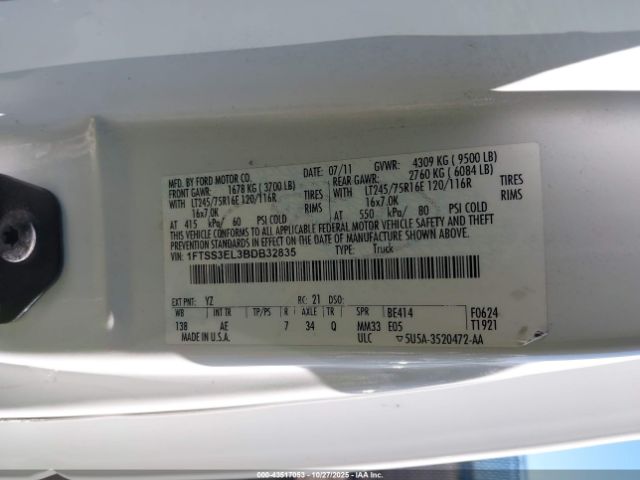 MFD. BY FORD MOTOR CO. DATE: 07/11 GVWR: 4309 KG ( 9500 LB)
FRONT GAWR: 1678 KG ( 3700 LB) REAR GAWR: 2760 KG ( 6084 LB)
WITH LT245/75R16E 120/116R TIRES WITH LT245/75R16E 120/116R TIRES
16x7.0K RIMS 16x7.0K RIMS
AT 415 kPa/ 60 PSI COLD AT 550 kPa/ 80 PSI COLD
THIS VEHICLE CONFORMS TO ALL APPLICABLE FEDERAL MOTOR VEHICLE SAFETY AND THEFT
PREVENTION STANDARDS IN EFFECT ON THE DATE OF MANUFACTURE SHOWN ABOVE.
VIN: 1FTSS3EL3BDB32835 TYPE: Truck
EXT PNT: YZ RC: 21 DSO:
WB INT TR TP/PS R AXLE TR SPR BE414 F0624
138 AE 7 34 Q MM33 E05 T1921
MADE IN U.S.A. ULC ▽5U5A-3520472-AA
000-43517053 - 10/27/2025 - IAAI.COM